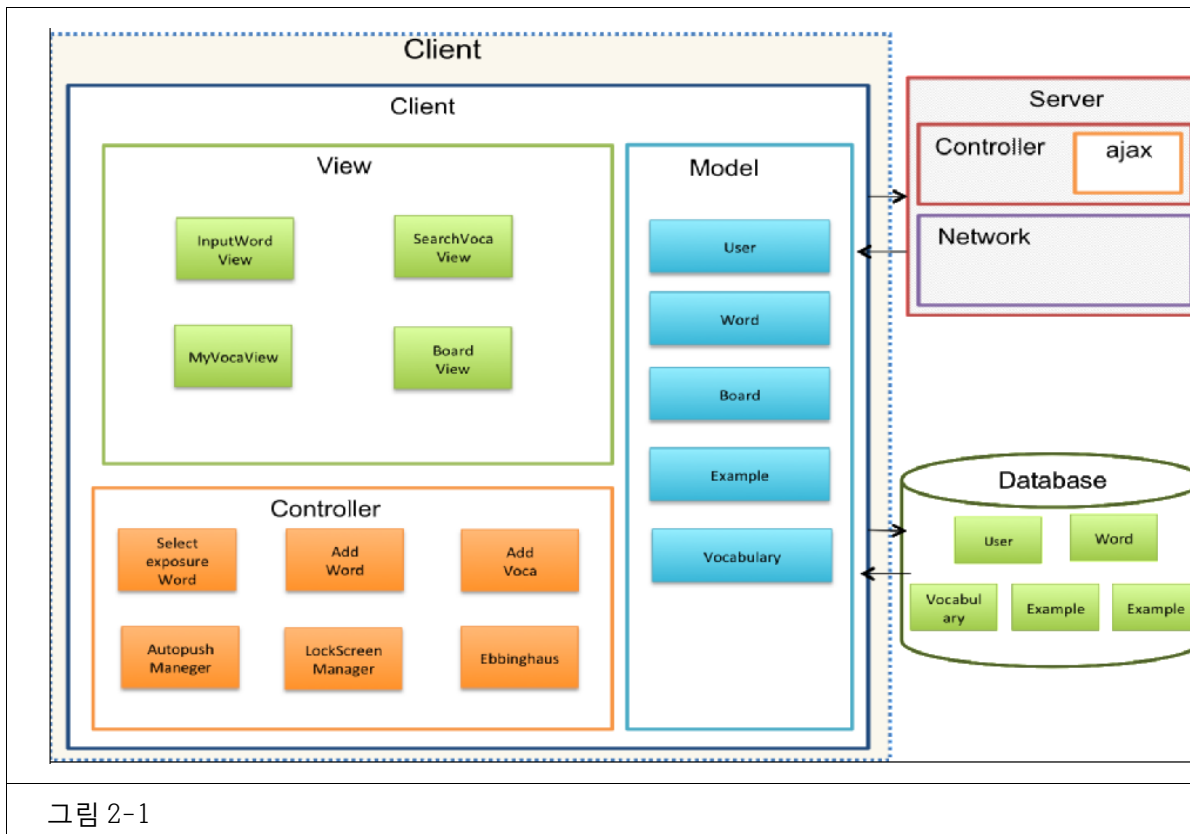 Client
Client
View
InputWord
View
SearchVoca
View
MyVocaView
Board
View
Controller
Select
exposure
Word
Add
Word
Add
Voca
Autopush
Maneger
LockScreen
Manager
Ebbinghaus
Model
User
Word
Board
Example
Vocabulary
Server
Controller
ajax
Network
Database
User
Word
Vocabul
ary
Example
Example
그림 2-1